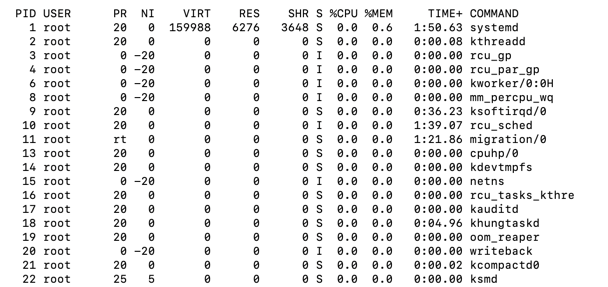 PID USER PR NI VIRT RES SHR S %CPU %MEM TIME+ COMMAND
1 root 20 0 159988 6276 3648 S 0.0 0.6 1:50.63 systemd
2 root 20 0 0 0 0 S 0.0 0.0 0:00.08 kthreadd
3 root 0 -20 0 0 0 I 0.0 0.0 0:00.00 rcu_gp
4 root 0 -20 0 0 0 I 0.0 0.0 0:00.00 rcu_par_gp
6 root 0 -20 0 0 0 I 0.0 0.0 0:00.00 kworker/0:0H
8 root 0 -20 0 0 0 I 0.0 0.0 0:00.00 mm_percpu_wq
9 root 20 0 0 0 0 S 0.0 0.0 0:36.23 ksoftirqd/0
10 root 20 0 0 0 0 I 0.0 0.0 1:39.07 rcu_sched
11 root rt 0 0 0 0 S 0.0 0.0 1:21.86 migration/0
13 root 20 0 0 0 0 S 0.0 0.0 0:00.00 cpuhp/0
14 root 20 0 0 0 0 S 0.0 0.0 0:00.00 kdevtmpfs
15 root 0 -20 0 0 0 I 0.0 0.0 0:00.00 netns
16 root 20 0 0 0 0 S 0.0 0.0 0:00.00 rcu_tasks_kthre
17 root 20 0 0 0 0 S 0.0 0.0 0:00.00 kauditd
18 root 20 0 0 0 0 S 0.0 0.0 0:04.96 khungtaskd
19 root 20 0 0 0 0 S 0.0 0.0 0:00.00 oom_reaper
20 root 0 -20 0 0 0 I 0.0 0.0 0:00.00 writeback
21 root 20 0 0 0 0 S 0.0 0.0 0:00.02 kcompactd0
22 root 25 5 0 0 0 S 0.0 0.0 0:00.00 ksmd